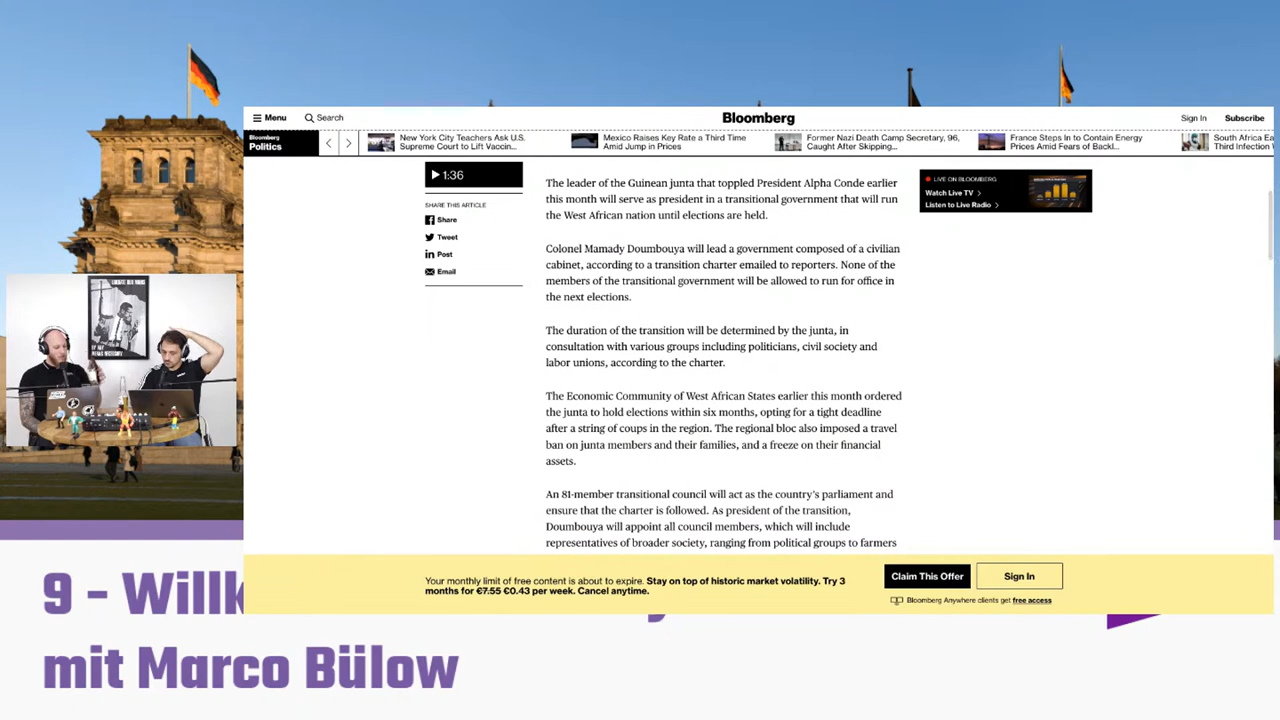 Menu
Search
Bloomberg
Sign In
Subscribe
Bloomberg
Politics
New York City Teachers Ask U.S.
Supreme Court to Lift Vaccin...
Mexico Raises Key Rate a Third Time
Amid Jump in Prices
Former Nazi Death Camp Secretary, 96,
Caught After Skipping...
France Steps In to Contain Energy
Prices Amid Fears of Backl...
South Africa Ea
Third Infection
1:36
SHARE THIS ARTICLE
Share
Tweet
Post
Email
The leader of the Guinean junta that toppled President Alpha Conde earlier
this month will serve as president in a transitional government that will run
the West African nation until elections are held.
Colonel Mamady Doumbouya will lead a government composed of a civilian
cabinet, according to a transition charter emailed to reporters. None of the
members of the transitional government will be allowed to run for office in
the next elections.
The duration of the transition will be determined by the junta, in
consultation with various groups including politicians, civil society and
labor unions, according to the charter.
The Economic Community of West African States earlier this month ordered
the junta to hold elections within six months, opting for a tight deadline
after a string of coups in the region. The regional bloc also imposed a travel
ban on junta members and their families, and a freeze on their financial
assets.
An 81-member transitional council will act as the country's parliament and
ensure that the charter is followed. As president of the transition,
Doumbouya will appoint all council members, which will include
representatives of broader society, ranging from political groups to farmers
LIVE ON BLOOMBERG
Watch Live TV
Listen to Live Radio
Your monthly limit of free content is about to expire. Stay on top of historic market volatility. Try 3
months for €7.55 €0.43 per week. Cancel anytime.
Claim This Offer
Sign In
Bloomberg Anywhere clients get free access
9 - Willk
mit Marco Bülow